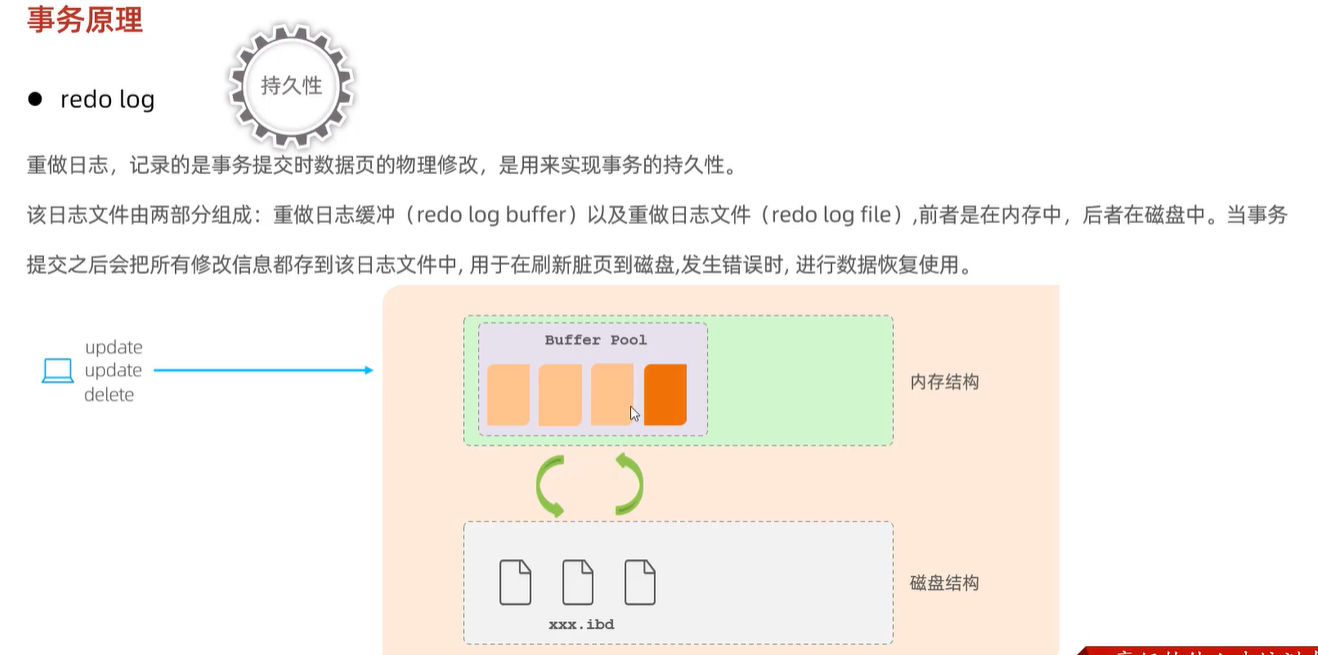 事务原理
持久性
redo log
重做日志，记录的是事务提交时数据页的物理修改，是用来实现事务的持久性。
该日志文件由两部分组成：重做日志缓冲（redo log buffer）以及重做日志文件（redo log file）,前者是在内存中，后者在磁盘中。当事务
提交之后会把所有修改信息都存到该日志文件中, 用于在刷新脏页到磁盘,发生错误时, 进行数据恢复使用。
Buffer Pool
update
update
delete
内存结构
磁盘结构
xxx.ibd